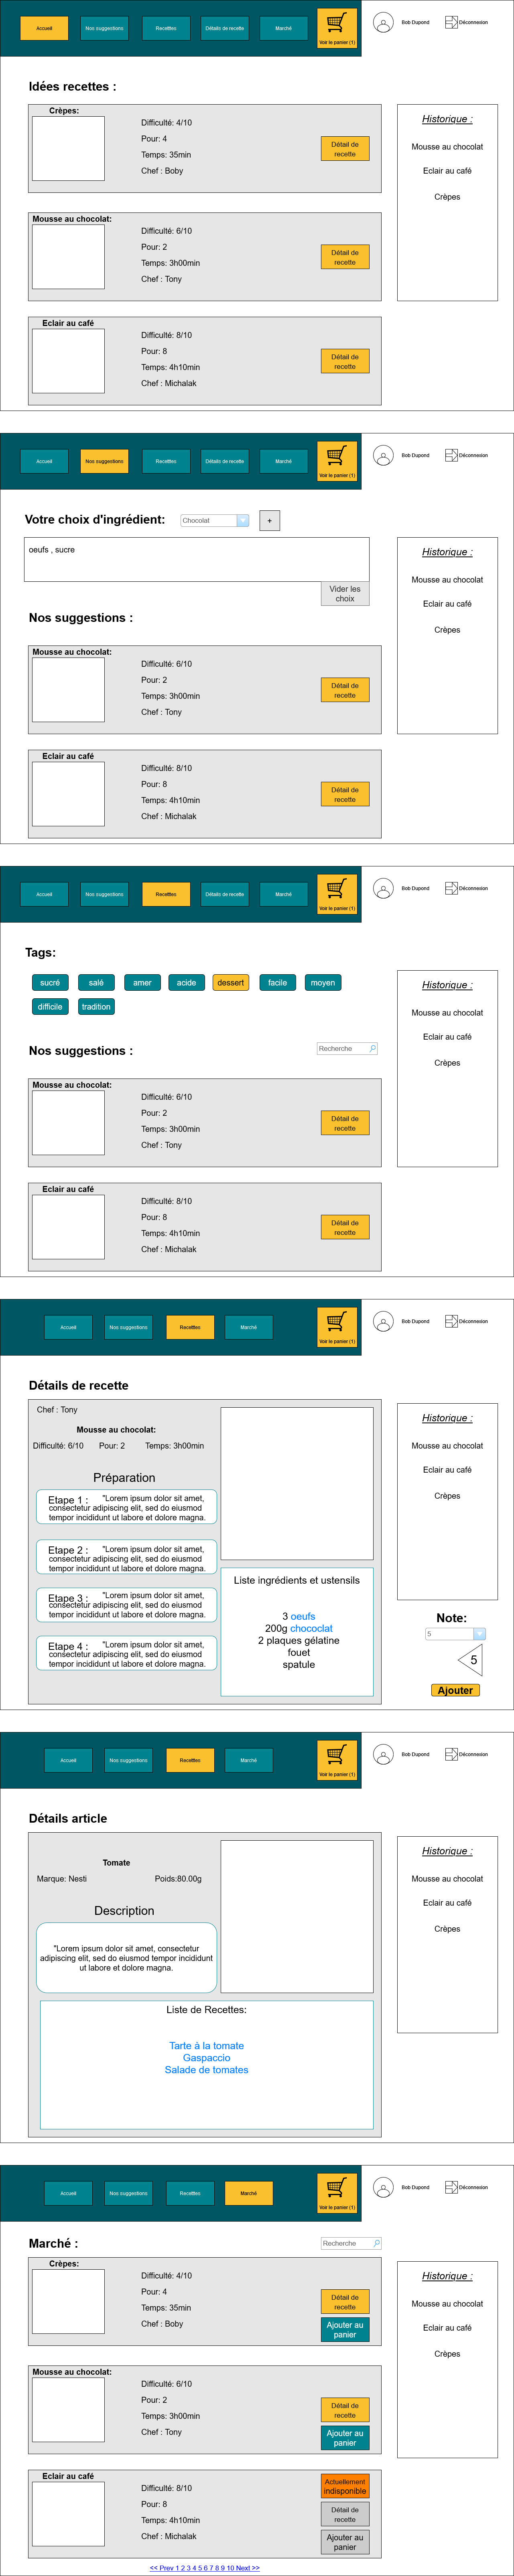 Accueil
Nos suggestions
Recetttes
Détails de recette
Marché
Voir le panier (1)
Bob Dupond
Déconnexion
Idées recettes :
Crèpes:
Difficulté: 4/10
Pour: 4
Temps: 35min
Chef : Boby
Détail de
recette
Mousse au chocolat:
Difficulté: 6/10
Pour: 2
Temps: 3h00min
Chef : Tony
Détail de
recette
Eclair au café
Difficulté: 8/10
Pour: 8
Temps: 4h10min
Chef : Michalak
Détail de
recette
Historique :
Mousse au chocolat
Eclair au café
Crèpes
Accueil
Nos suggestions
Recetttes
Détails de recette
Marché
Voir le panier (1)
Bob Dupond
Déconnexion
Votre choix d'ingrédient:
Chocolat
+
oeufs , sucre
Vider les
choix
Nos suggestions :
Mousse au chocolat:
Difficulté: 6/10
Pour: 2
Temps: 3h00min
Chef : Tony
Détail de
recette
Eclair au café
Difficulté: 8/10
Pour: 8
Temps: 4h10min
Chef : Michalak
Détail de
recette
Historique :
Mousse au chocolat
Eclair au café
Crèpes
Accueil
Nos suggestions
Recetttes
Détails de recette
Marché
Voir le panier (1)
Bob Dupond
Déconnexion
Tags:
sucré
salé
amer
acide
dessert
facile
moyen
difficile
tradition
Nos suggestions :
Recherche
Mousse au chocolat:
Difficulté: 6/10
Pour: 2
Temps: 3h00min
Chef : Tony
Détail de
recette
Eclair au café
Difficulté: 8/10
Pour: 8
Temps: 4h10min
Chef : Michalak
Détail de
recette
Historique :
Mousse au chocolat
Eclair au café
Crèpes
Accueil
Nos suggestions
Recetttes
Marché
Voir le panier (1)
Bob Dupond
Déconnexion
Détails de recette
Chef : Tony
Mousse au chocolat:
Difficulté: 6/10
Pour: 2
Temps: 3h00min
Préparation
Etape 1 :
"Lorem ipsum dolor sit amet,
consectetur adipiscing elit, sed do eiusmod
tempor incididunt ut labore et dolore magna.
Etape 2 :
"Lorem ipsum dolor sit amet,
consectetur adipiscing elit, sed do eiusmod
tempor incididunt ut labore et dolore magna.
Etape 3 :
"Lorem ipsum dolor sit amet,
consectetur adipiscing elit, sed do eiusmod
tempor incididunt ut labore et dolore magna.
Etape 4 :
"Lorem ipsum dolor sit amet,
consectetur adipiscing elit, sed do eiusmod
tempor incididunt ut labore et dolore magna.
Liste ingrédients et ustensils
3 oeufs
200g chococlat
2 plaques gélatine
fouet
spatule
Historique :
Mousse au chocolat
Eclair au café
Crèpes
Note:
5
5
Ajouter
Accueil
Nos suggestions
Recetttes
Marché
Voir le panier (1)
Bob Dupond
Déconnexion
Détails article
Tomate
Marque: Nesti
Poids:80.00g
Description
"Lorem ipsum dolor sit amet, consectetur
adipiscing elit, sed do eiusmod tempor incididunt
ut labore et dolore magna.
Liste de Recettes:
Tarte à la tomate
Gaspaccio
Salade de tomates
Historique :
Mousse au chocolat
Eclair au café
Crèpes
Accueil
Nos suggestions
Recetttes
Marché
Voir le panier (1)
Bob Dupond
Déconnexion
Marché :
Recherche
Crèpes:
Difficulté: 4/10
Pour: 4
Temps: 35min
Chef : Boby
Détail de
recette
Ajouter au
panier
Mousse au chocolat:
Difficulté: 6/10
Pour: 2
Temps: 3h00min
Chef : Tony
Détail de
recette
Ajouter au
panier
Eclair au café
Difficulté: 8/10
Pour: 8
Temps: 4h10min
Chef : Michalak
Actuellement
indisponible
Détail de
recette
Ajouter au
panier
Historique :
Mousse au chocolat
Eclair au café
Crèpes
<< Prev 1 2 3 4 5 6 7 8 9 10 Next >>